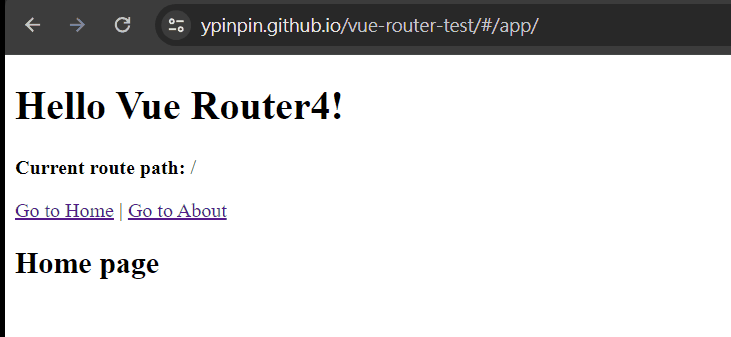 ypinpin.github.io/vue-router-test/#/app/
Hello Vue Router4!
Current route path: /
Go to Home | Go to About
Home page